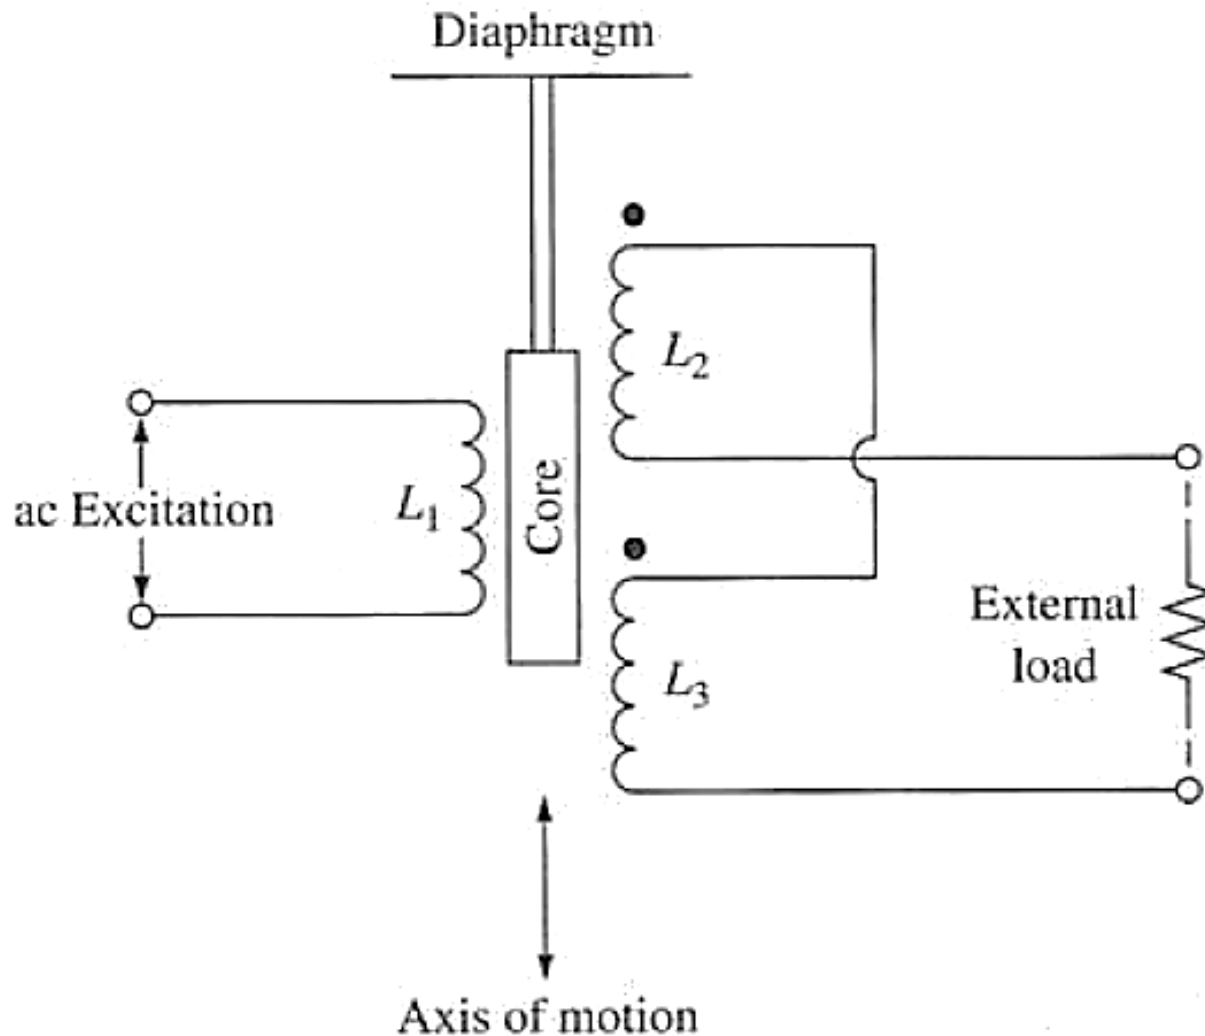 Diaphragm
L2
ac Excitation
L1
Core
External
load
L3
Axis of motion